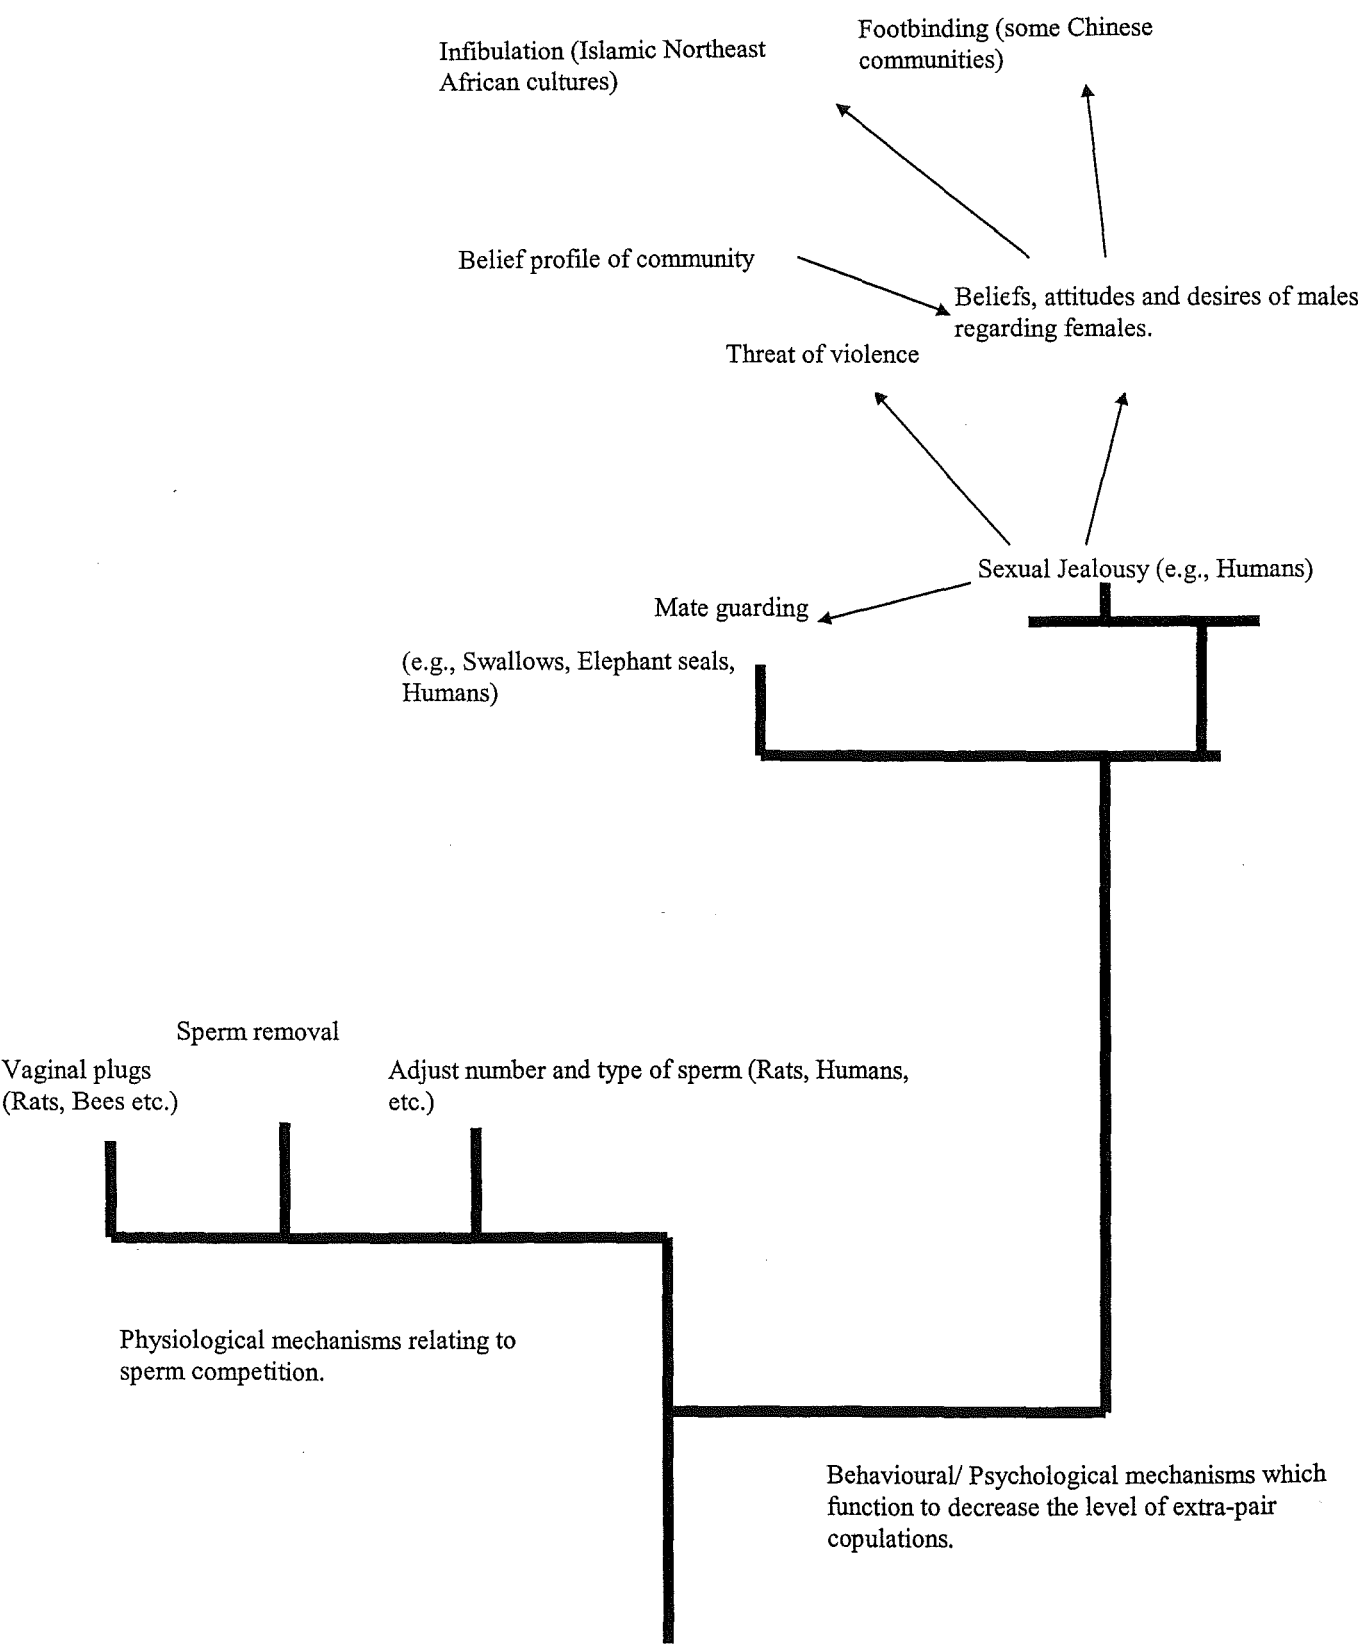 Footbinding (some Chinese
communities)
Infibulation (Islamic Northeast
African cultures)
Belief profile of community
Beliefs, attitudes and desires of males
regarding females.
Threat of violence
Sexual Jealousy (e.g., Humans)
Mate guarding
(e.g., Swallows, Elephant seals,
Humans)
Sperm removal
Vaginal plugs
(Rats, Bees etc.)
Adjust number and type of sperm (Rats, Humans,
etc.)
Physiological mechanisms relating to
sperm competition.
Behavioural/ Psychological mechanisms which
function to decrease the level of extra-pair
copulations.